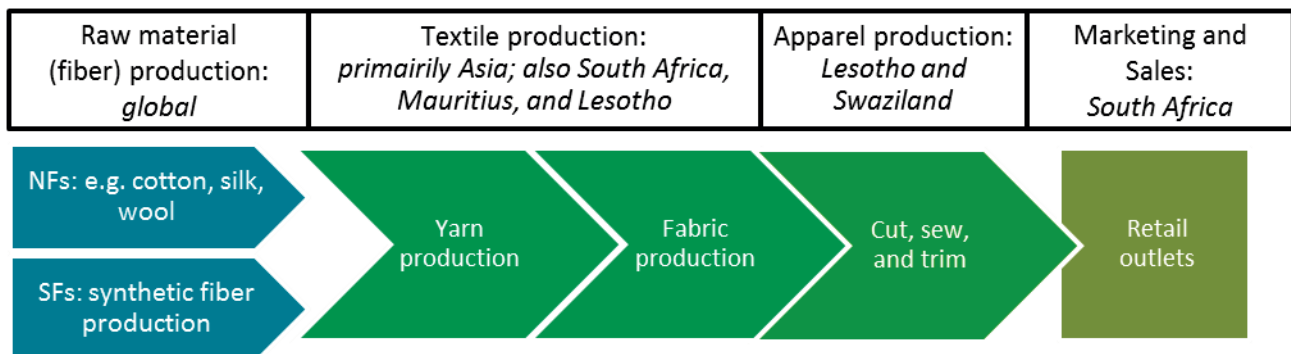 Raw material
(fiber) production:
global
Textile production:
primairily Asia; also South Africa,
Mauritius, and Lesotho
Apparel production:
Lesotho and
Swaziland
Marketing and
Sales:
South Africa
NFs: e.g. cotton, silk,
wool
SFs: synthetic fiber
production
Yarn
production
Fabric
production
Cut, sew,
and trim
Retail
outlets